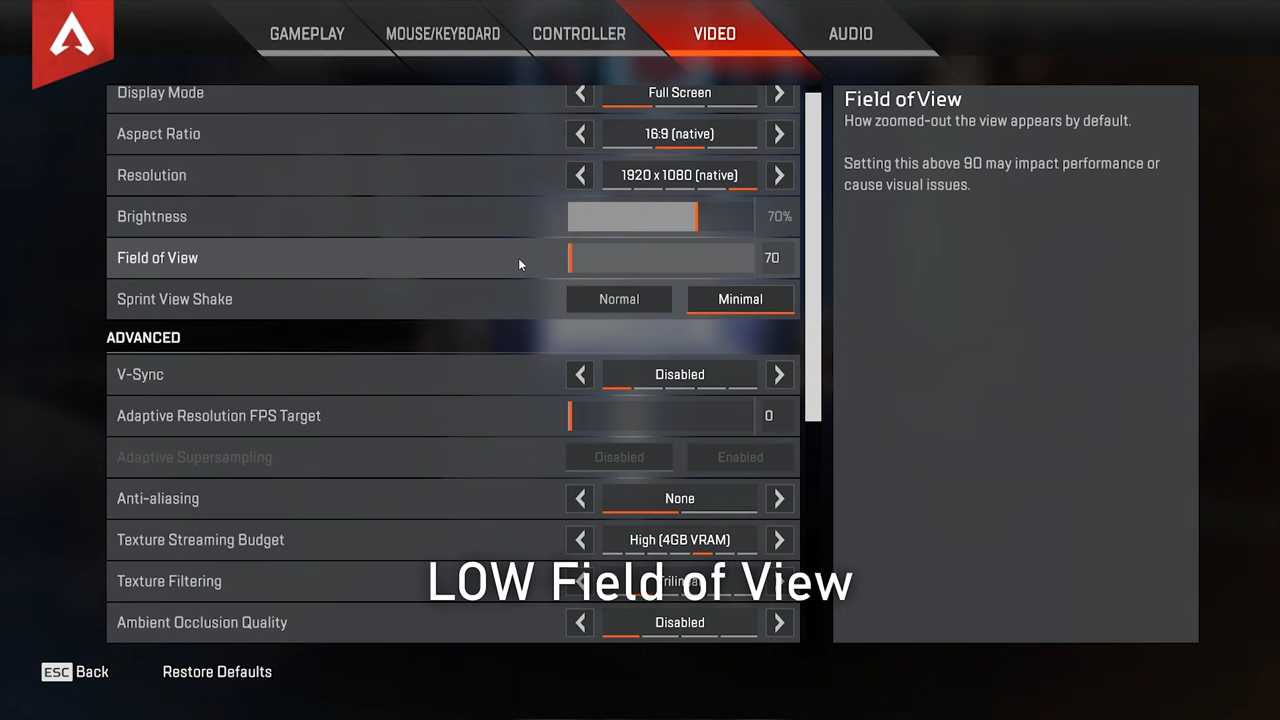 GAMEPLAY
MOUSE/KEYBOARD
CONTROLLER
VIDEO
AUDIO
Display Mode
Full Screen
Aspect Ratio
16:9 (native)
Resolution
1920 x 1080 (native)
Brightness
70%
Field of View
70
Sprint View Shake
Normal
Minimal
ADVANCED
V-Sync
Disabled
Adaptive Resolution FPS Target
0
Adaptive Supersampling
Disabled
Enabled
Anti-aliasing
None
Texture Streaming Budget
High (4GB VRAM)
Texture Filtering
Ambient Occlusion Quality
Disabled
LOW Field of View
Field of View
How zoomed-out the view appears by default.
Setting this above 90 may impact performance or
cause visual issues.
ESC Back
Restore Defaults